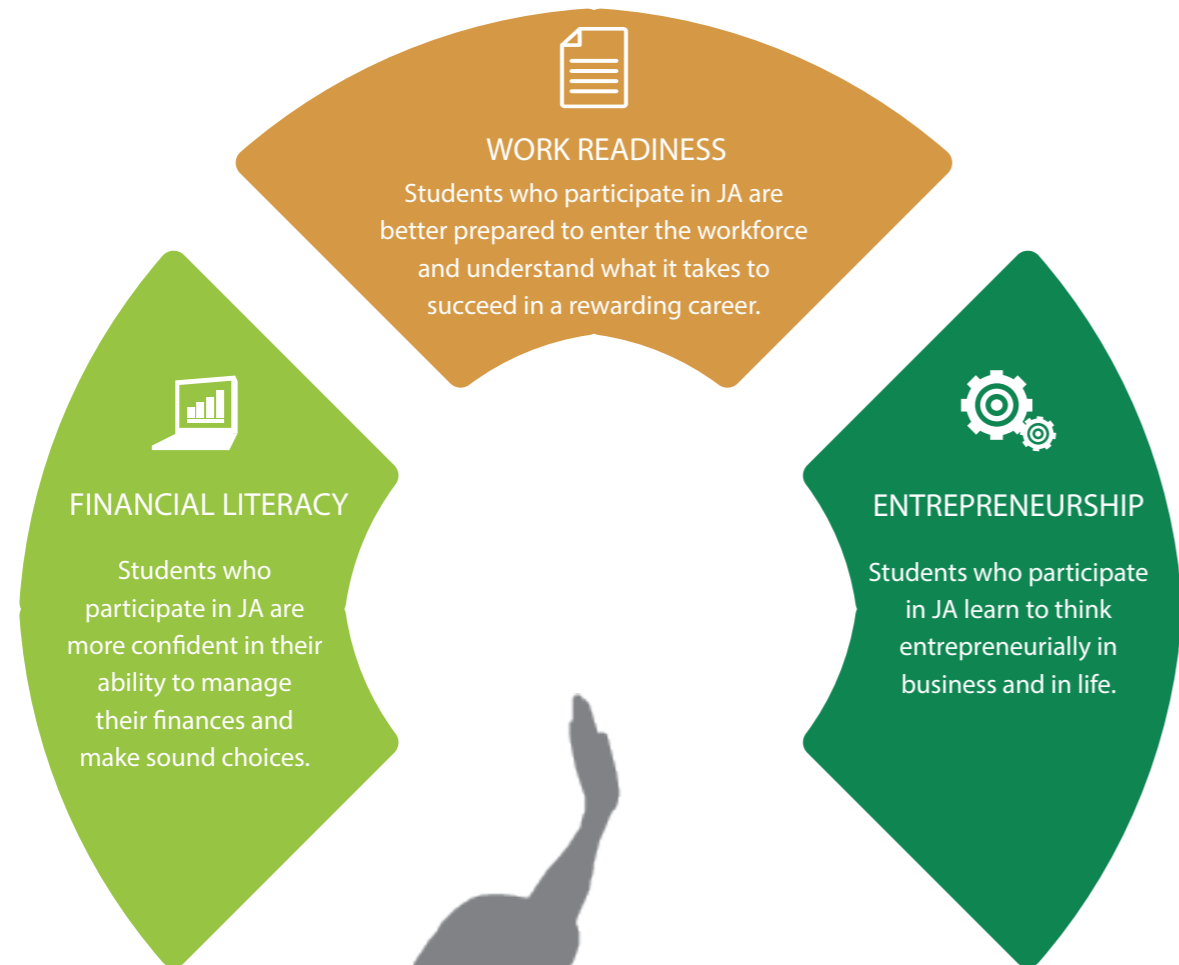 WORK READINESS
Students who participate in JA are
better prepared to enter the workforce
and understand what it takes to
succeed in a rewarding career.
FINANCIAL LITERACY
Students who
participate in JA are
more confident in their
ability to manage
their finances and
make sound choices.
ENTREPRENEURSHIP
Students who participate
in JA learn to think
entrepreneurially in
business and in life.